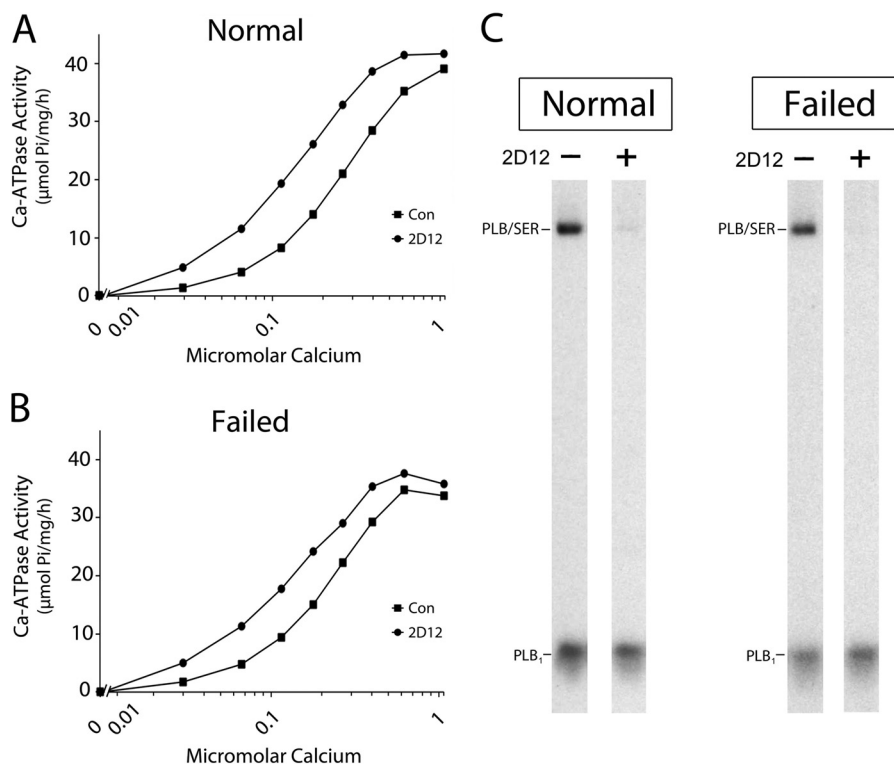 A
Normal
Ca-ATPase Activity
(μmol Pi/mg/h)
40
30
20
10
0
Con
2D12
0
0.01
0.1
1
Micromolar Calcium
B
Failed
Ca-ATPase Activity
(μmol Pi/mg/h)
40
30
20
10
0
Con
2D12
0
0.01
0.1
1
Micromolar Calcium
C
Normal
Failed
2D12 − +
2D12 − +
PLB/SER
PLB/SER
PLB₁
PLB₁